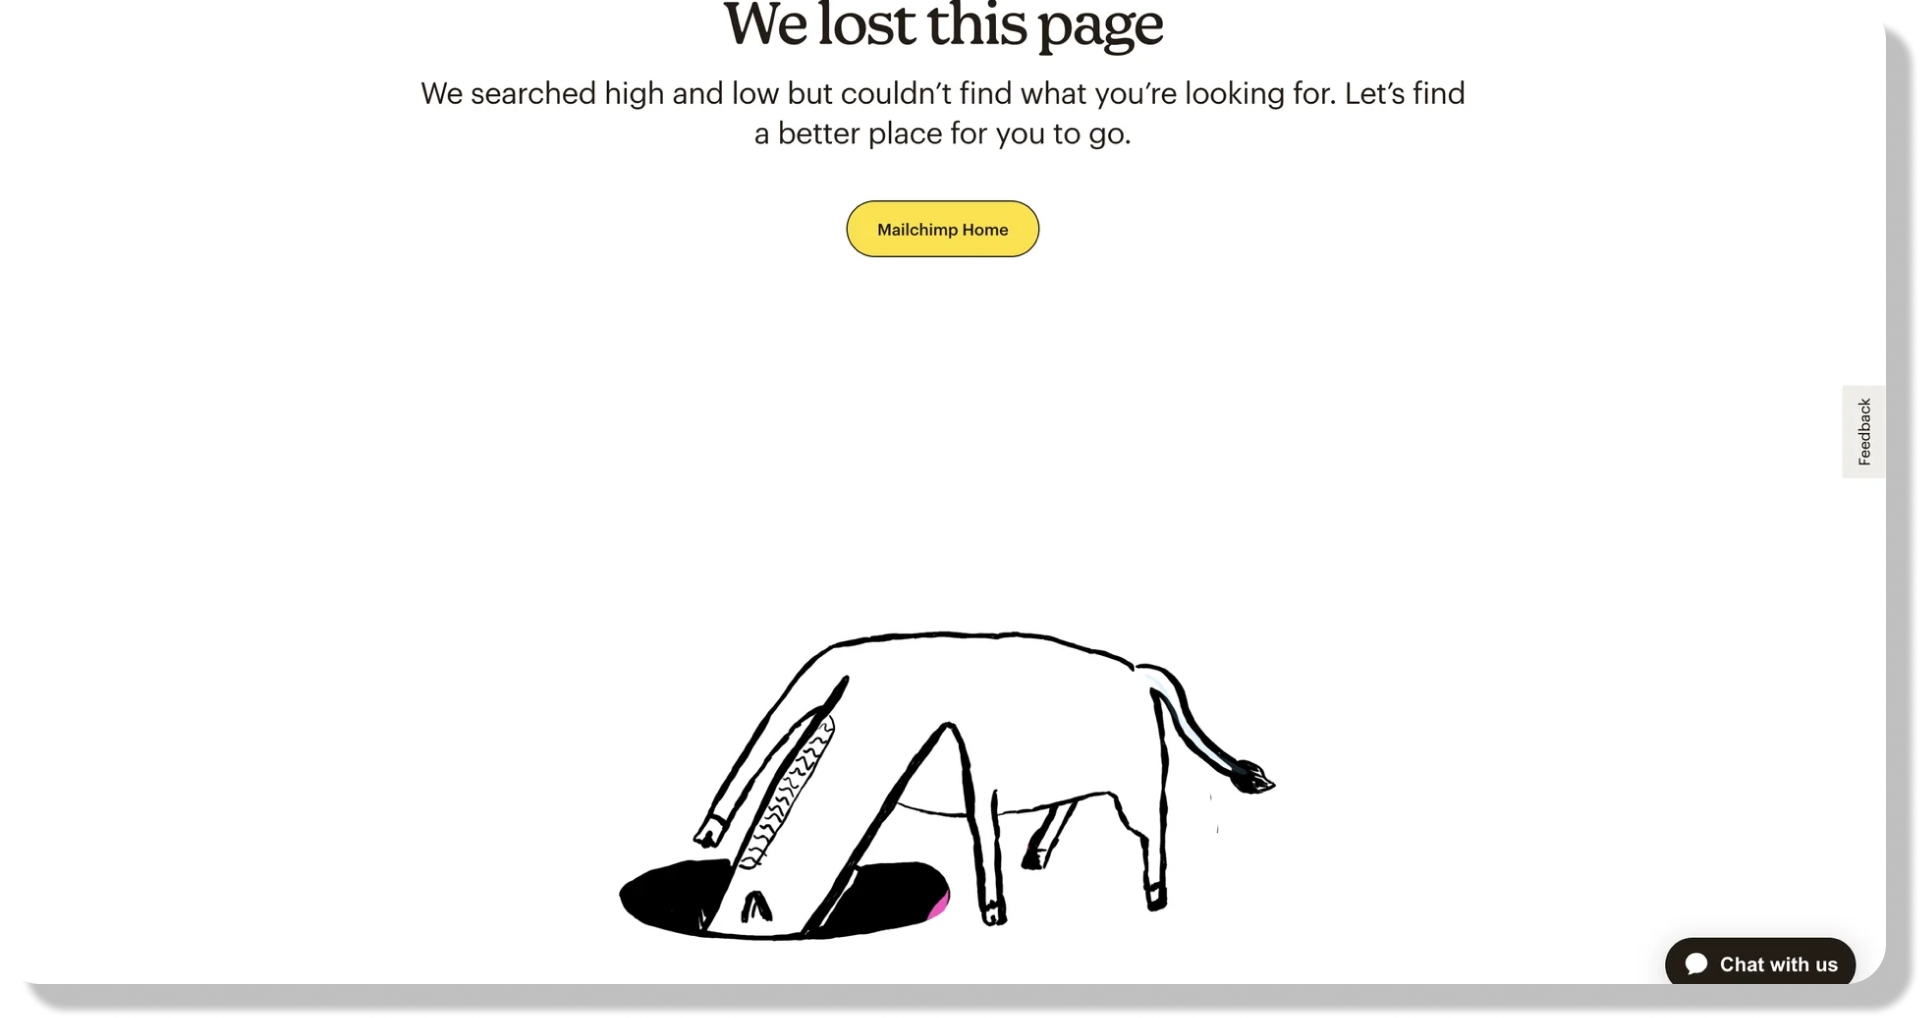 We lost this page
We searched high and low but couldn’t find what you’re looking for. Let’s find
a better place for you to go.
Mailchimp Home
Feedback
Chat with us